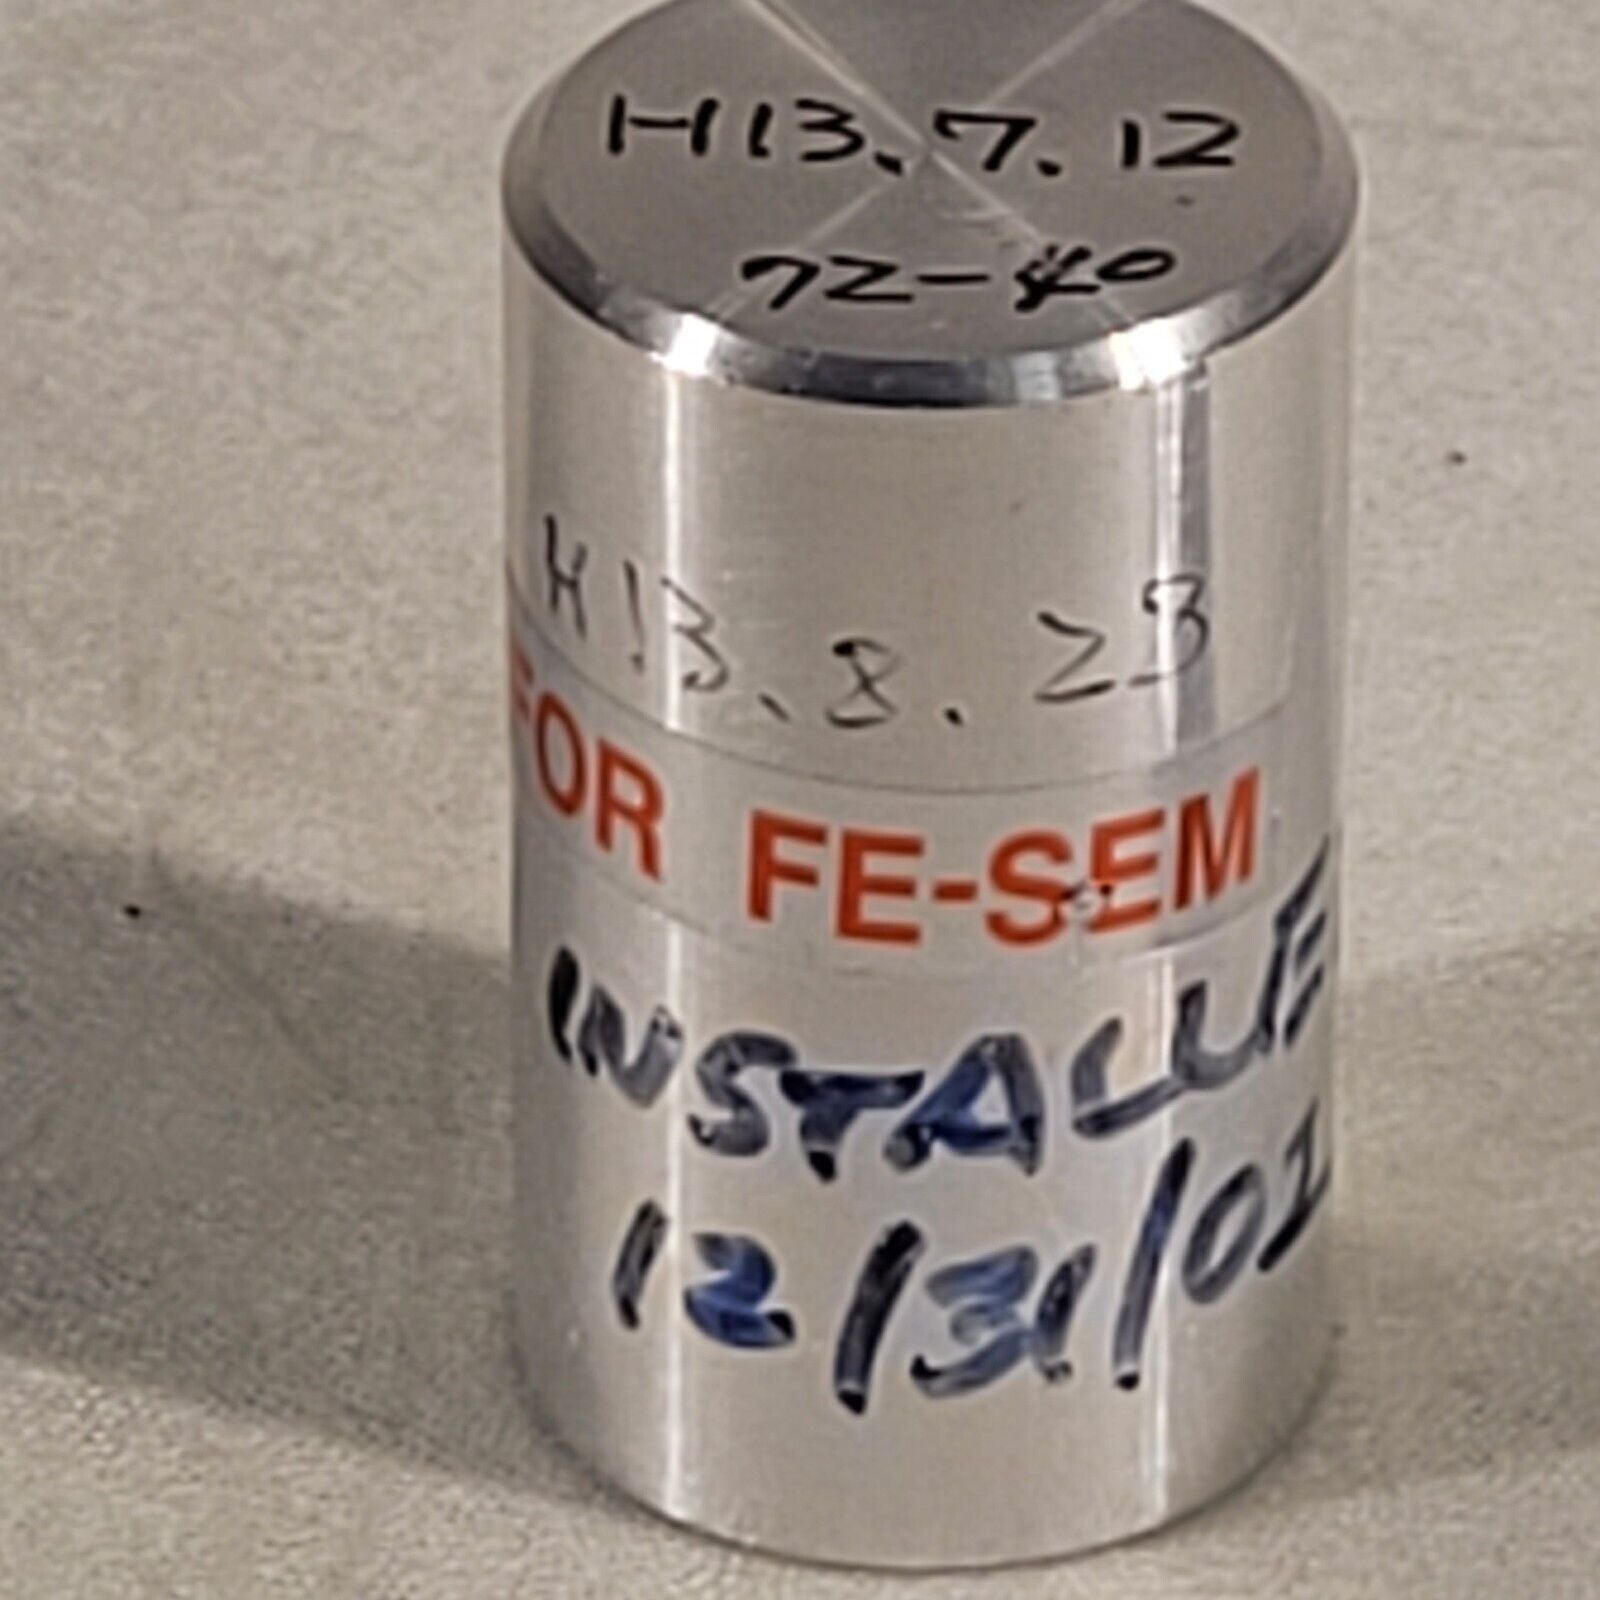 H13.7.12
72-40
H13.8.23
FOR FE-SEM
INSTALLE
12/31/01